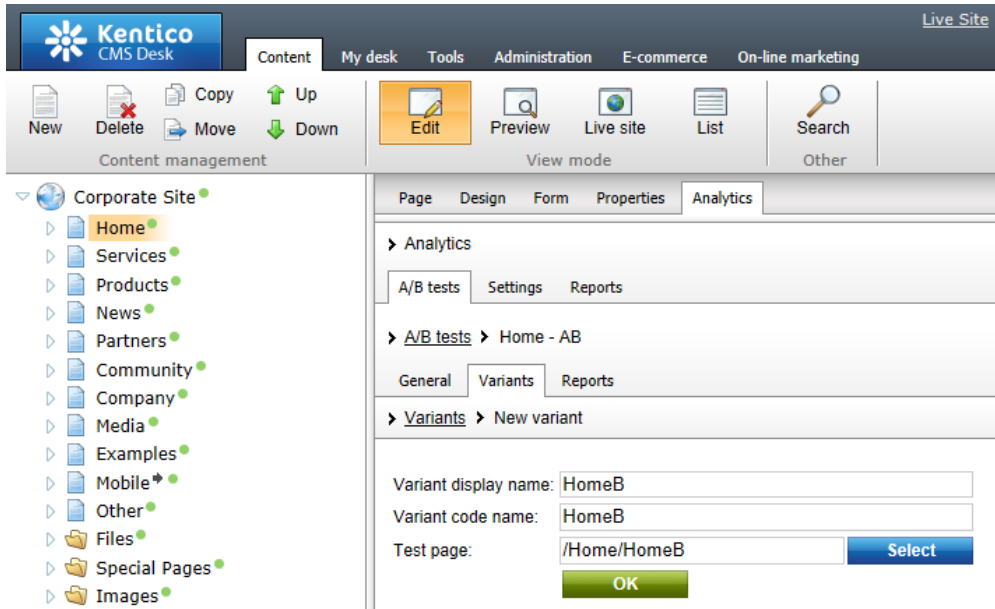 Live Site
Kentico
CMS Desk
Content My desk Tools Administration E-commerce On-line marketing
New Delete Copy Move Up Down
Content management
Edit Preview Live site List
View mode
Search
Other
Corporate Site
Home
Services
Products
News
Partners
Community
Company
Media
Examples
Mobile
Other
Files
Special Pages
Images
Page Design Form Properties Analytics
Analytics
A/B tests Settings Reports
A/B tests Home - AB
General Variants Reports
Variants New variant
Variant display name: HomeB
Variant code name: HomeB
Test page: /Home/HomeB Select
OK